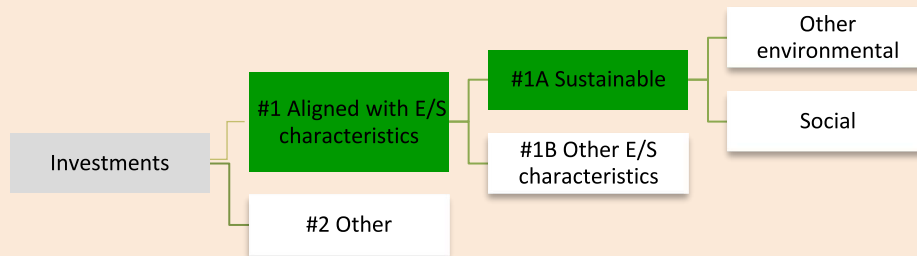 Other
environmental
#1A Sustainable
#1 Aligned with E/S
characteristics
Social
#1B Other E/S
characteristics
Investments
#2 Other